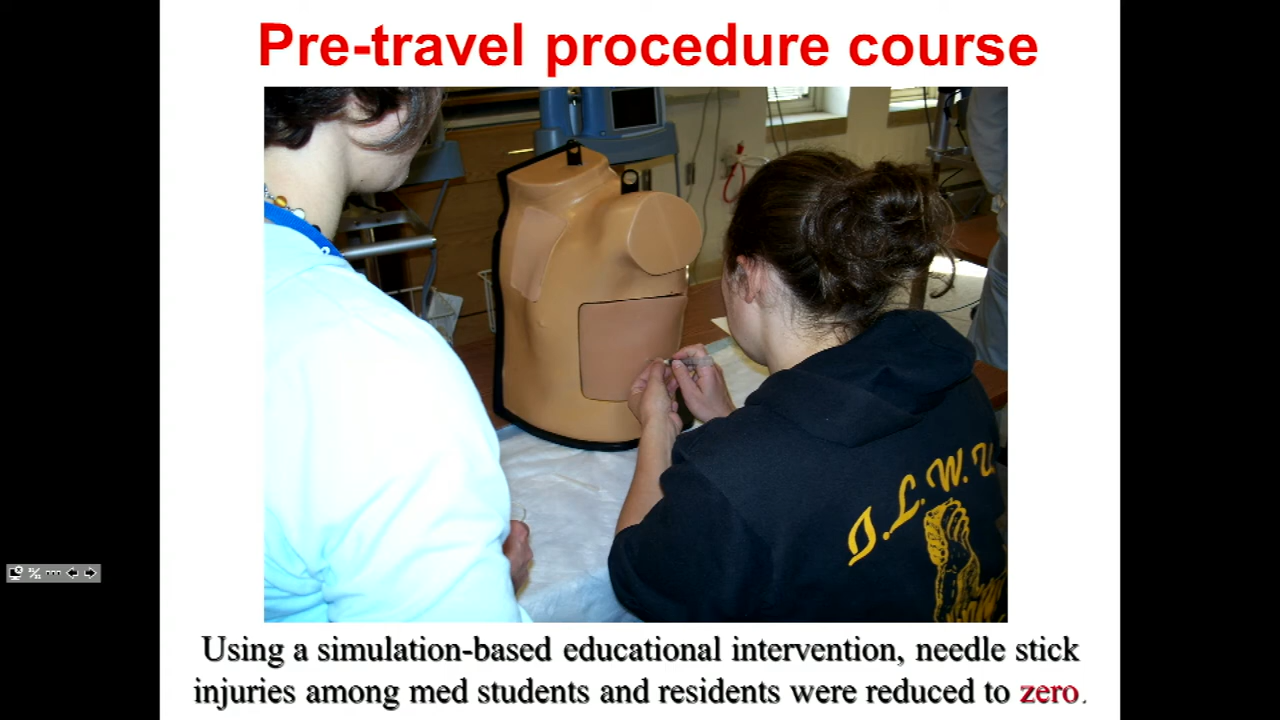 Pre-travel procedure course
I.L.W.U
Using a simulation-based educational intervention, needle stick
injuries among med students and residents were reduced to zero.